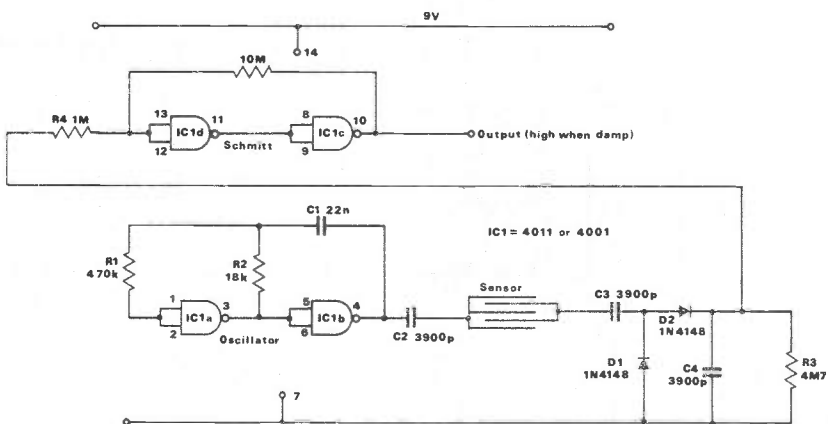 9V
14
10M
R4 1M
13
12
IC1d
11
Schmitt
8
9
IC1c
10
Output (high when damp)
C1 22n
IC1 = 4011 or 4001
R1
470k
R2
18k
1
2
IC1a
3
Oscillator
5
6
IC1b
4
C2 3900p
Sensor
C3 3900p
D2
1N4148
D1
1N4148
C4
3900p
R3
4M7
7